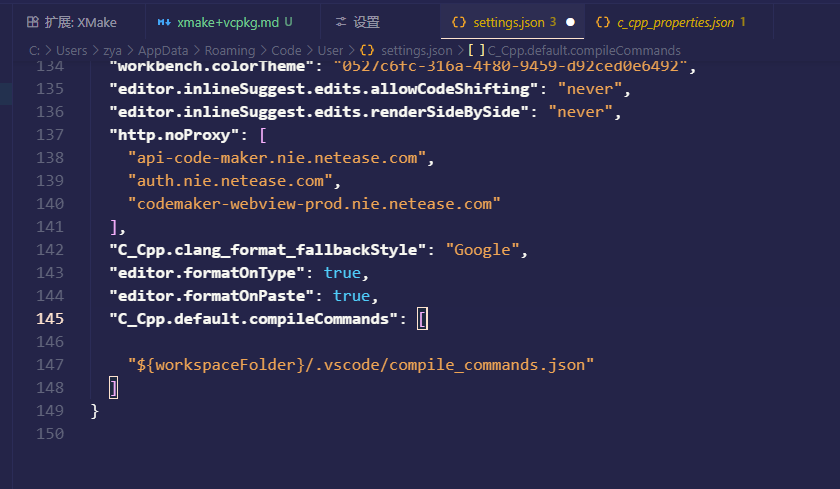 扩展: XMake
xmake+vcpkg.md U
设置
settings.json 3
c_cpp_properties.json 1
C: > Users > zya > AppData > Roaming > Code > User > {} settings.json > [ ] C_Cpp.default.compileCommands
134 "workbench.colorTheme": "0527c6fc-316a-4f80-9459-d92ced0e6492",
135 "editor.inlineSuggest.edits.allowCodeShifting": "never",
136 "editor.inlineSuggest.edits.renderSideBySide": "never",
137 "http.noProxy": [
138 "api-code-maker.nie.netease.com",
139 "auth.nie.netease.com",
140 "codemaker-webview-prod.nie.netease.com"
141 ],
142 "C_Cpp.clang_format_fallbackStyle": "Google",
143 "editor.formatOnType": true,
144 "editor.formatOnPaste": true,
145 "C_Cpp.default.compileCommands": [
146
147 "${workspaceFolder}/.vscode/compile_commands.json"
148 ]
149 }
150